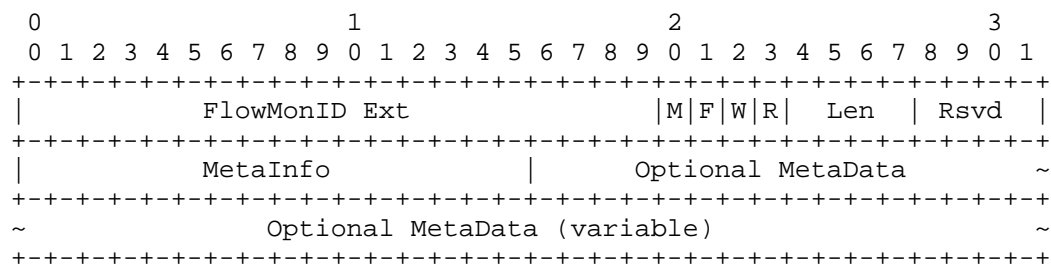 0                   1                   2                   3
 0 1 2 3 4 5 6 7 8 9 0 1 2 3 4 5 6 7 8 9 0 1 2 3 4 5 6 7 8 9 0 1
+-+-+-+-+-+-+-+-+-+-+-+-+-+-+-+-+-+-+-+-+-+-+-+-+-+-+-+-+-+-+-+-+
|           FlowMonID Ext               |M|F|W|R|  Len  | Rsvd  |
+-+-+-+-+-+-+-+-+-+-+-+-+-+-+-+-+-+-+-+-+-+-+-+-+-+-+-+-+-+-+-+-+
|           MetaInfo            |      Optional MetaData        ~
+-+-+-+-+-+-+-+-+-+-+-+-+-+-+-+-+-+-+-+-+-+-+-+-+-+-+-+-+-+-+-+-+
~               Optional MetaData (variable)                    ~
+-+-+-+-+-+-+-+-+-+-+-+-+-+-+-+-+-+-+-+-+-+-+-+-+-+-+-+-+-+-+-+-+